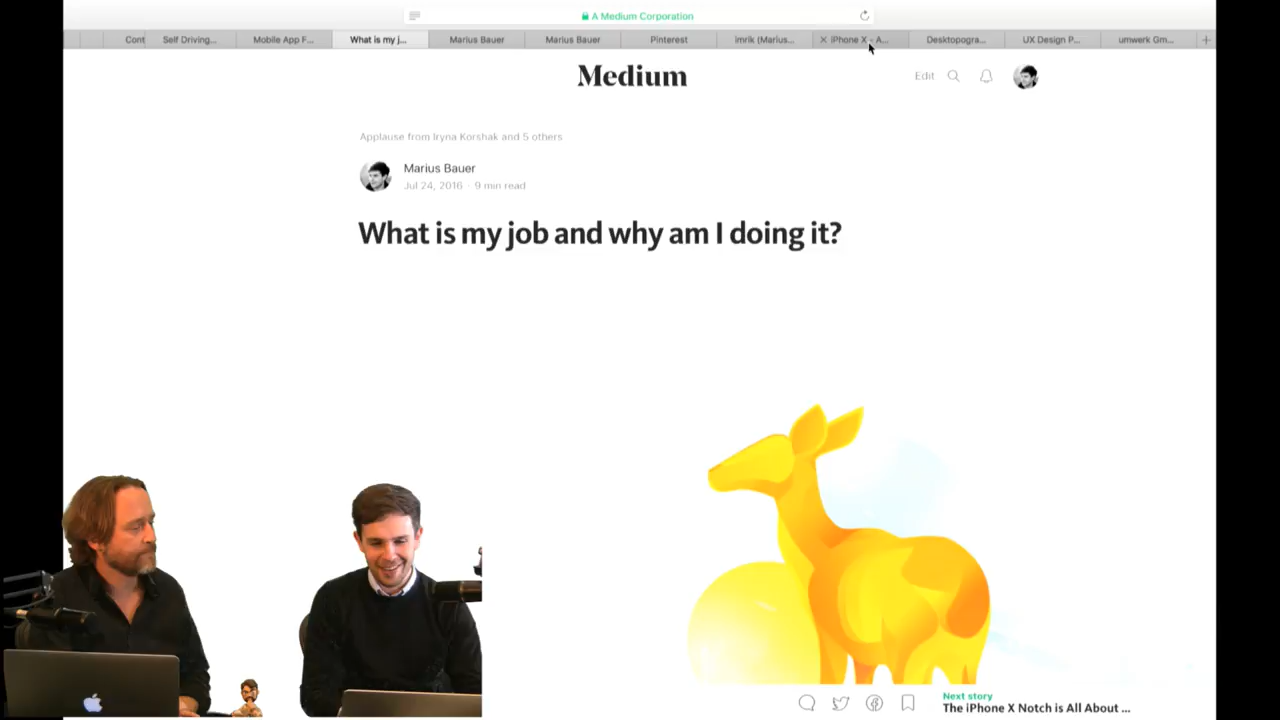 A Medium Corporation
Cont Self Driving... Mobile App F... What is my j... Marius Bauer Marius Bauer Pinterest imrik (Marius... iPhone X - A... Desktopogra... UX Design P... umwerk Gm...
Medium
Edit
Applause from Iryna Korshak and 5 others
Marius Bauer
Jul 24, 2016 · 9 min read
What is my job and why am I doing it?
Next story
The iPhone X Notch is All About ...